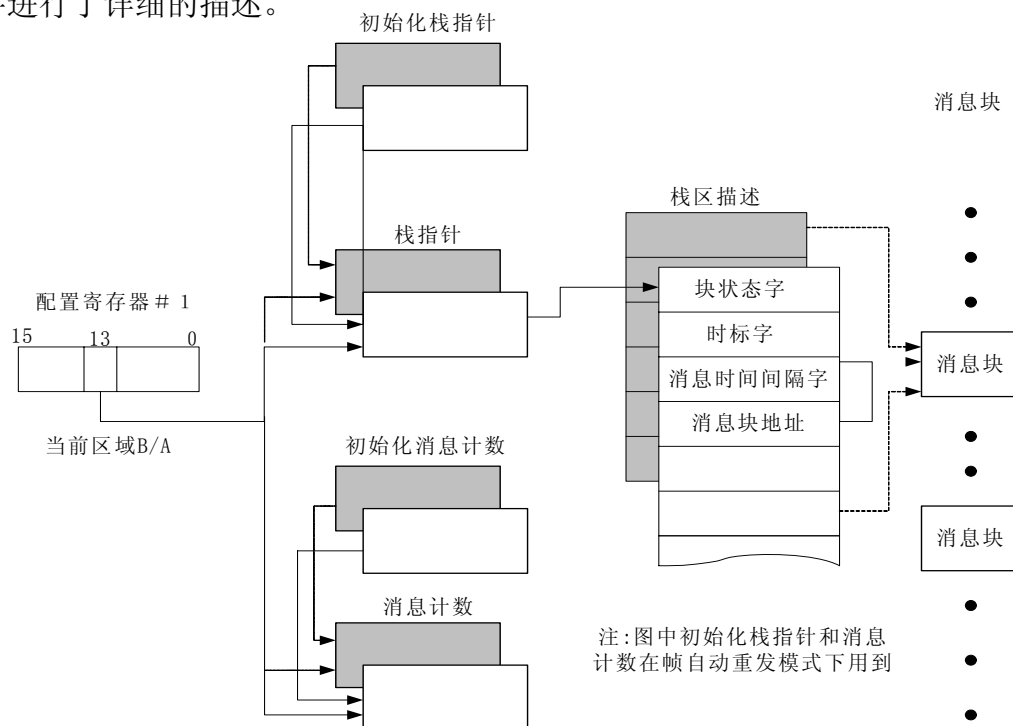 进行了详细的描述。
初始化栈指针
消息块
栈区描述
栈指针
块状态字
配置寄存器＃1
时标字
15 13 0
消息块
消息时间间隔字
消息块地址
当前区域B/A
初始化消息计数
消息块
消息计数
注:图中初始化栈指针和消息
计数在帧自动重发模式下用到